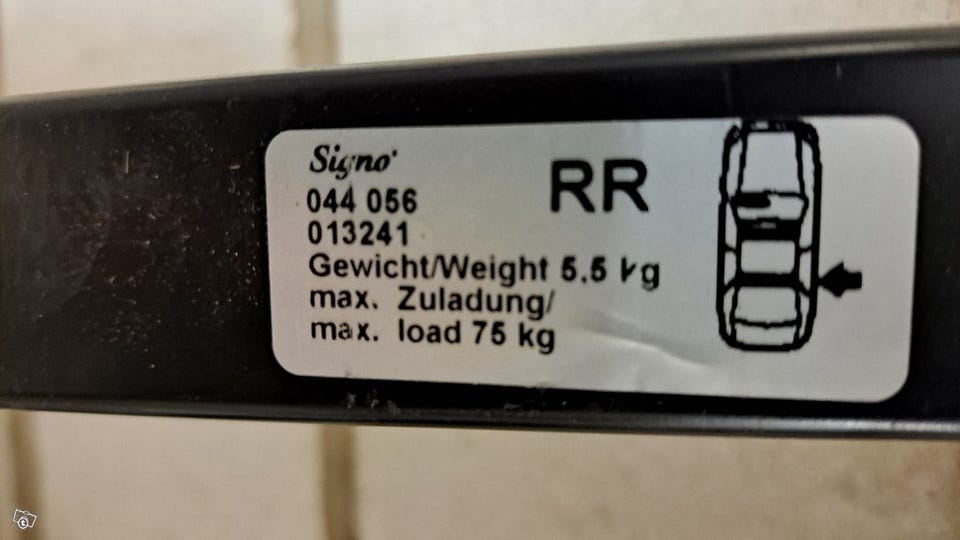 Signo
044 056
013241
RR
Gewicht/Weight 5.5 kg
max. Zuladung/
max. load 75 kg